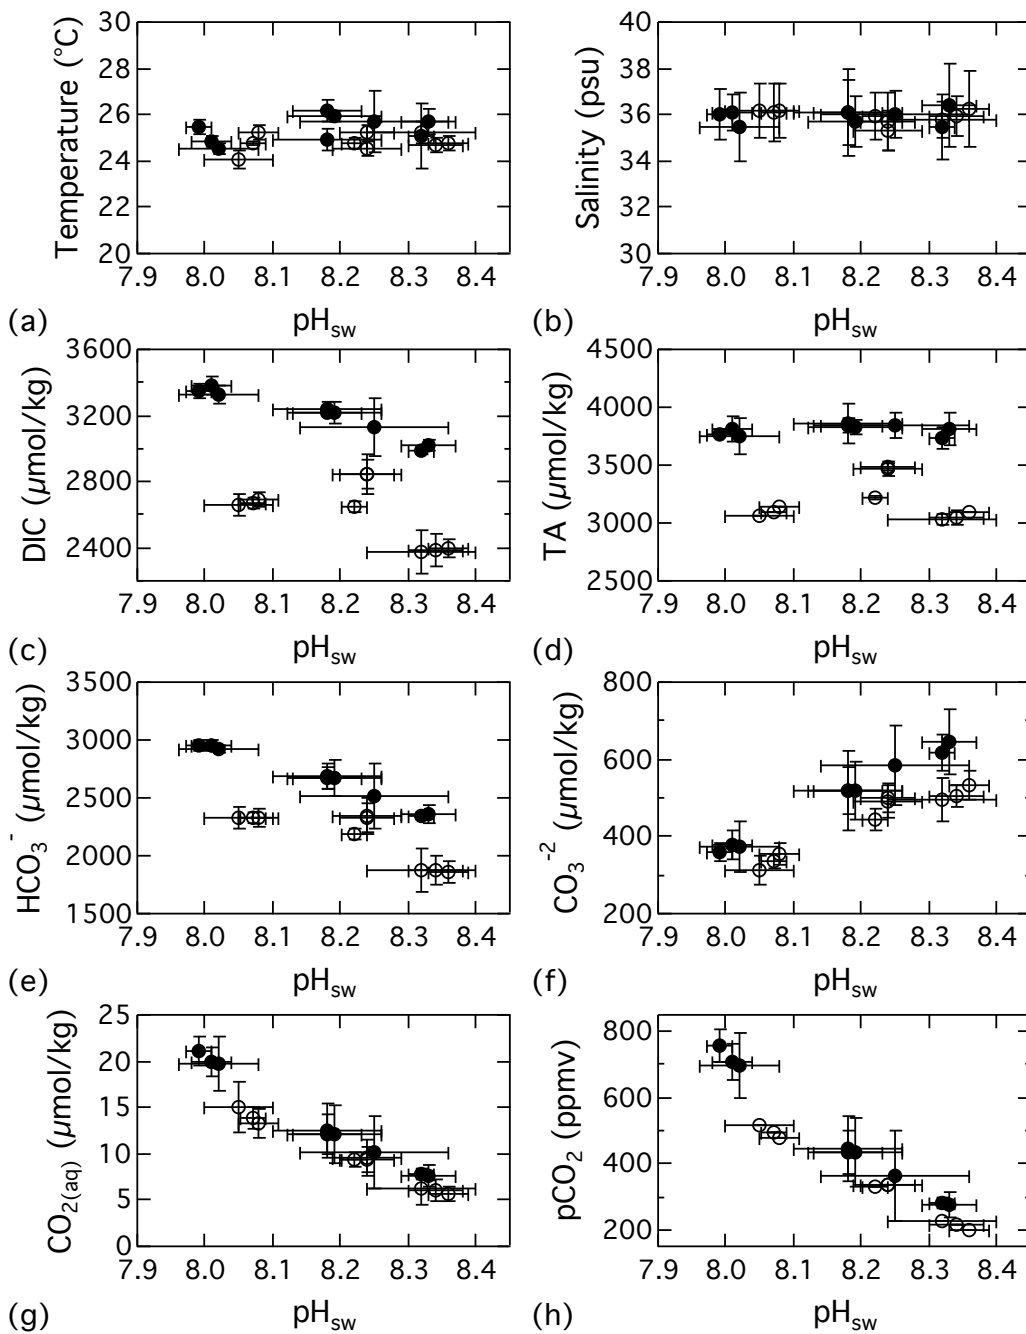 30
28
26
24
22
20
Temperature (°C)
7.9 8.0 8.1 8.2 8.3 8.4
(a) pH_sw
40
38
36
34
32
30
Salinity (psu)
7.9 8.0 8.1 8.2 8.3 8.4
(b) pH_sw
3600
3200
2800
2400
DIC (µmol/kg)
7.9 8.0 8.1 8.2 8.3 8.4
(c) pH_sw
4500
4000
3500
3000
2500
TA (µmol/kg)
7.9 8.0 8.1 8.2 8.3 8.4
(d) pH_sw
3500
3000
2500
2000
1500
HCO₃⁻ (µmol/kg)
7.9 8.0 8.1 8.2 8.3 8.4
(e) pH_sw
800
600
400
200
CO₃⁻² (µmol/kg)
7.9 8.0 8.1 8.2 8.3 8.4
(f) pH_sw
25
20
15
10
5
0
CO₂₍aq₎ (µmol/kg)
7.9 8.0 8.1 8.2 8.3 8.4
(g) pH_sw
800
600
400
200
pCO₂ (ppmv)
7.9 8.0 8.1 8.2 8.3 8.4
(h) pH_sw